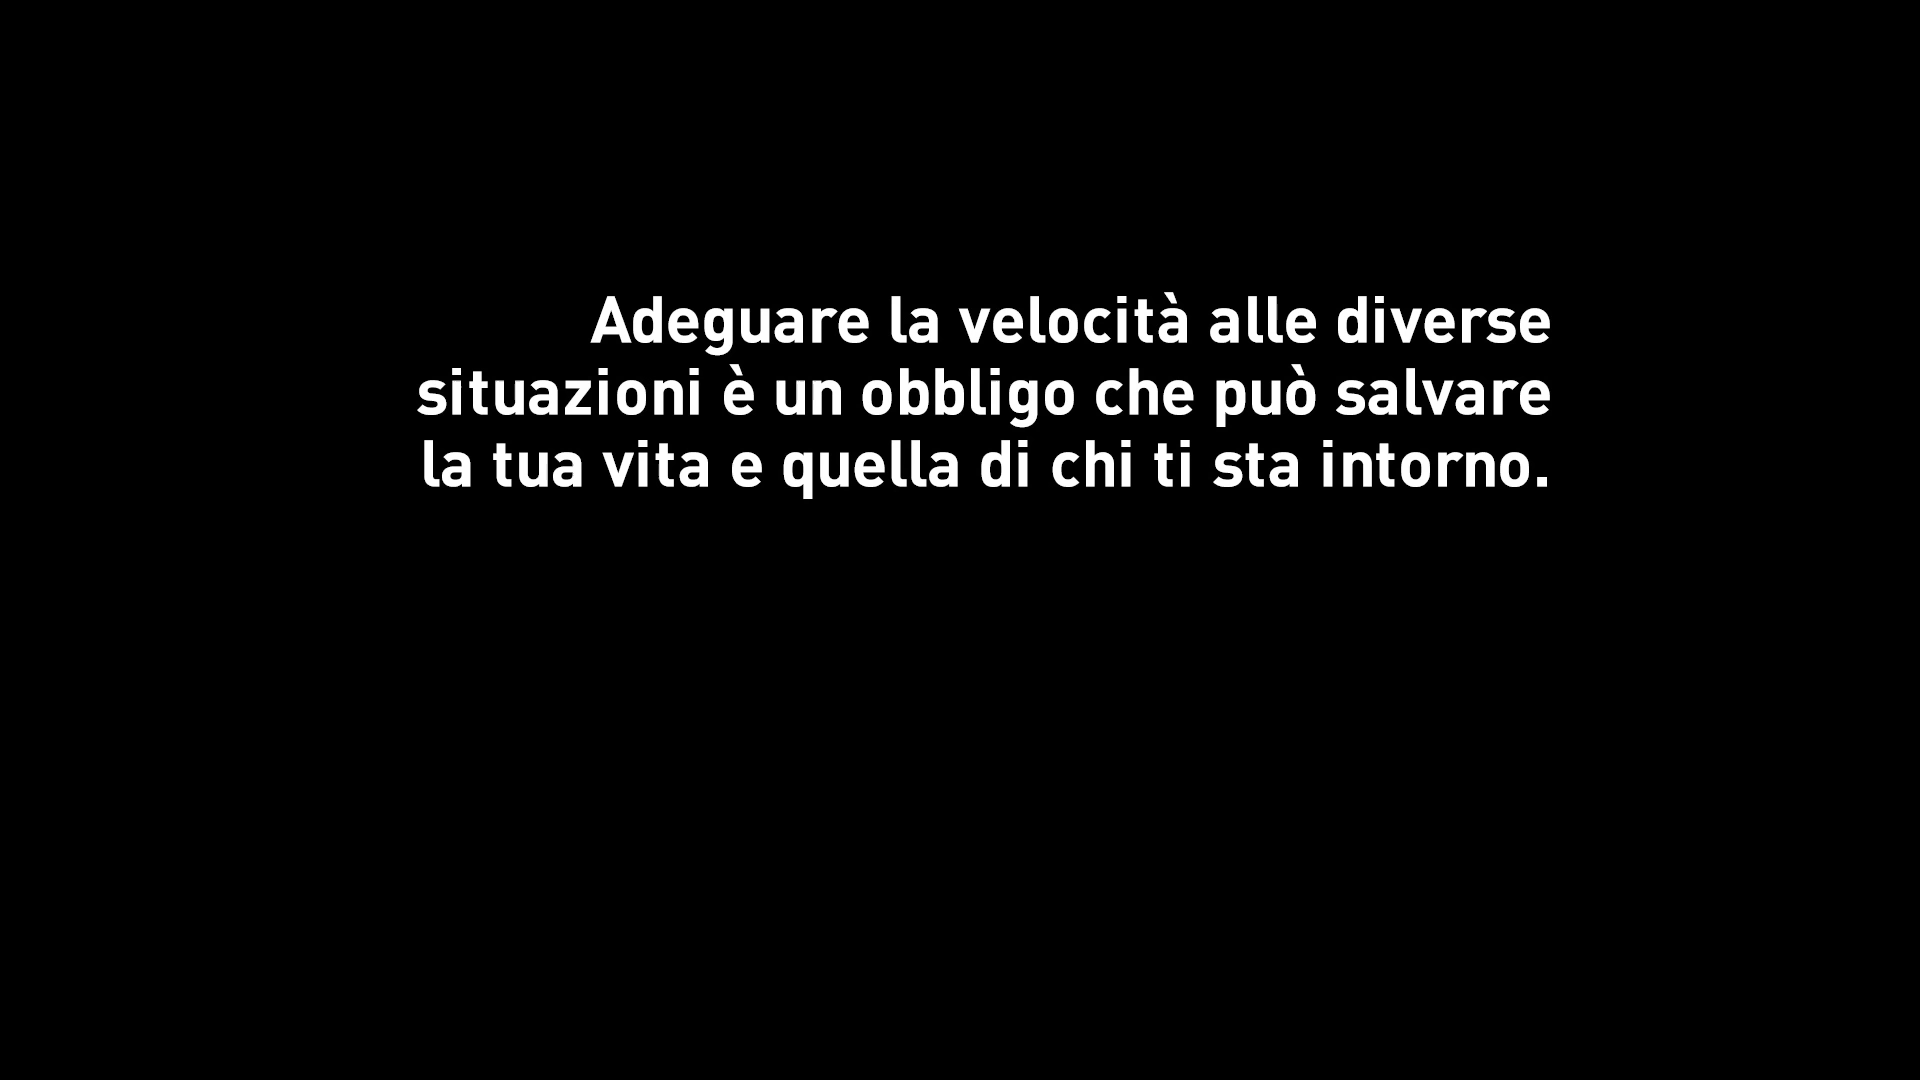 Adeguare la velocità alle diverse
situazioni è un obbligo che può salvare
la tua vita e quella di chi ti sta intorno.